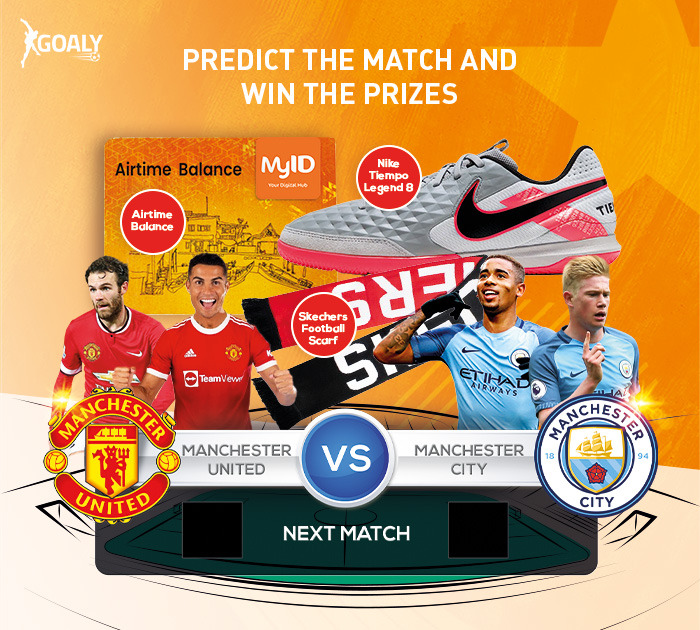 GOALY
PREDICT THE MATCH AND
WIN THE PRIZES
Airtime Balance
MyID
Your Digital Hub
Airtime
Balance
Nike
Tiempo
Legend 8
TIE
ERS
Skechers
Football
Scarf
TeamViewer
ETIHAD
AIRWAYS
MANCHESTER
UNITED
MANCHESTER
UNITED
VS
MANCHESTER
CITY
MANCHESTER
18 94
CITY
NEXT MATCH